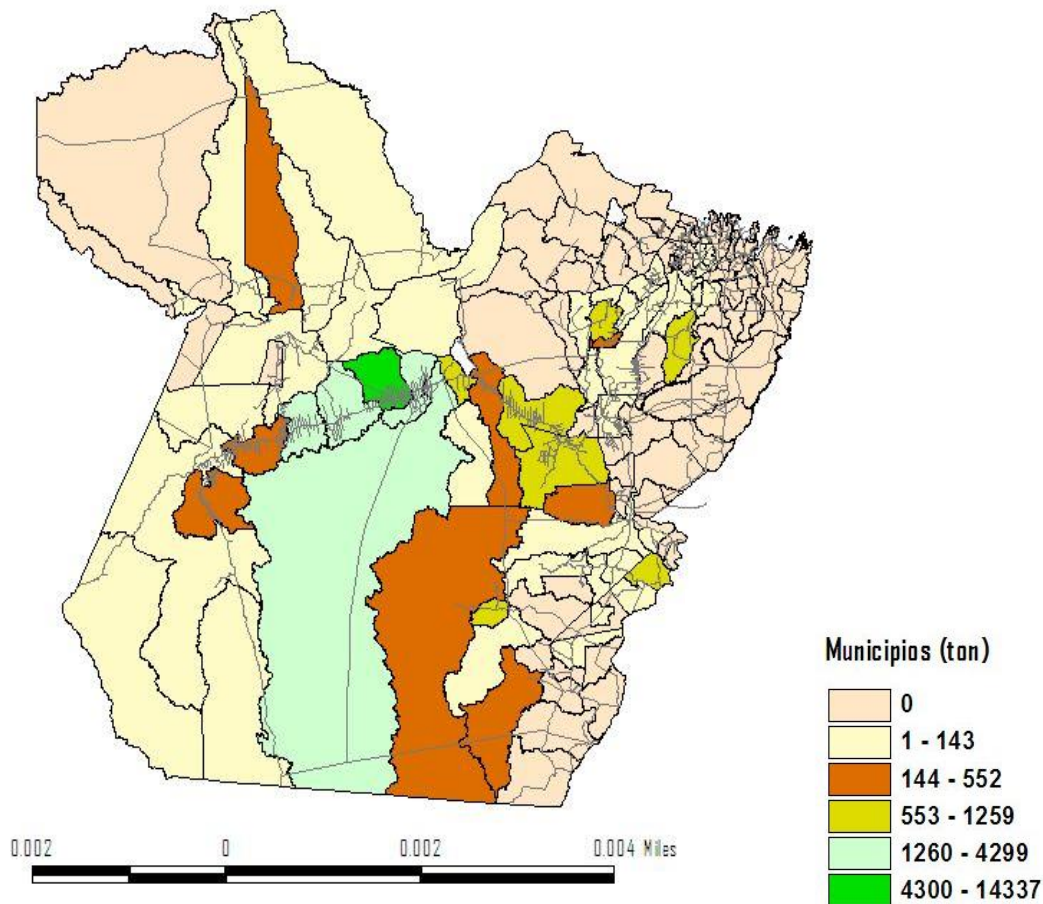 Municipios (ton)
0
1 - 143
144 - 552
553 - 1259
1260 - 4299
4300 - 14337
0.002 0 0.002 0.004 Miles